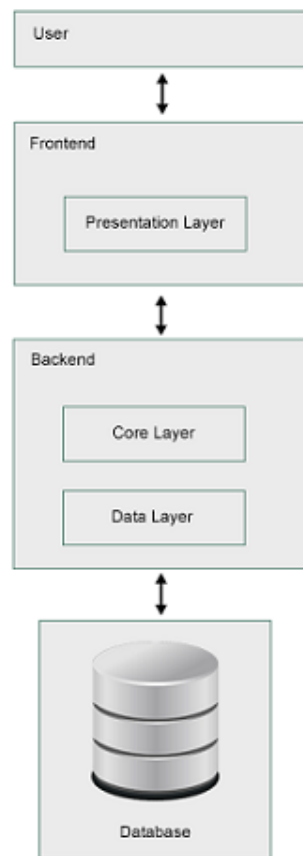 User
Frontend
Presentation Layer
Backend
Core Layer
Data Layer
Database